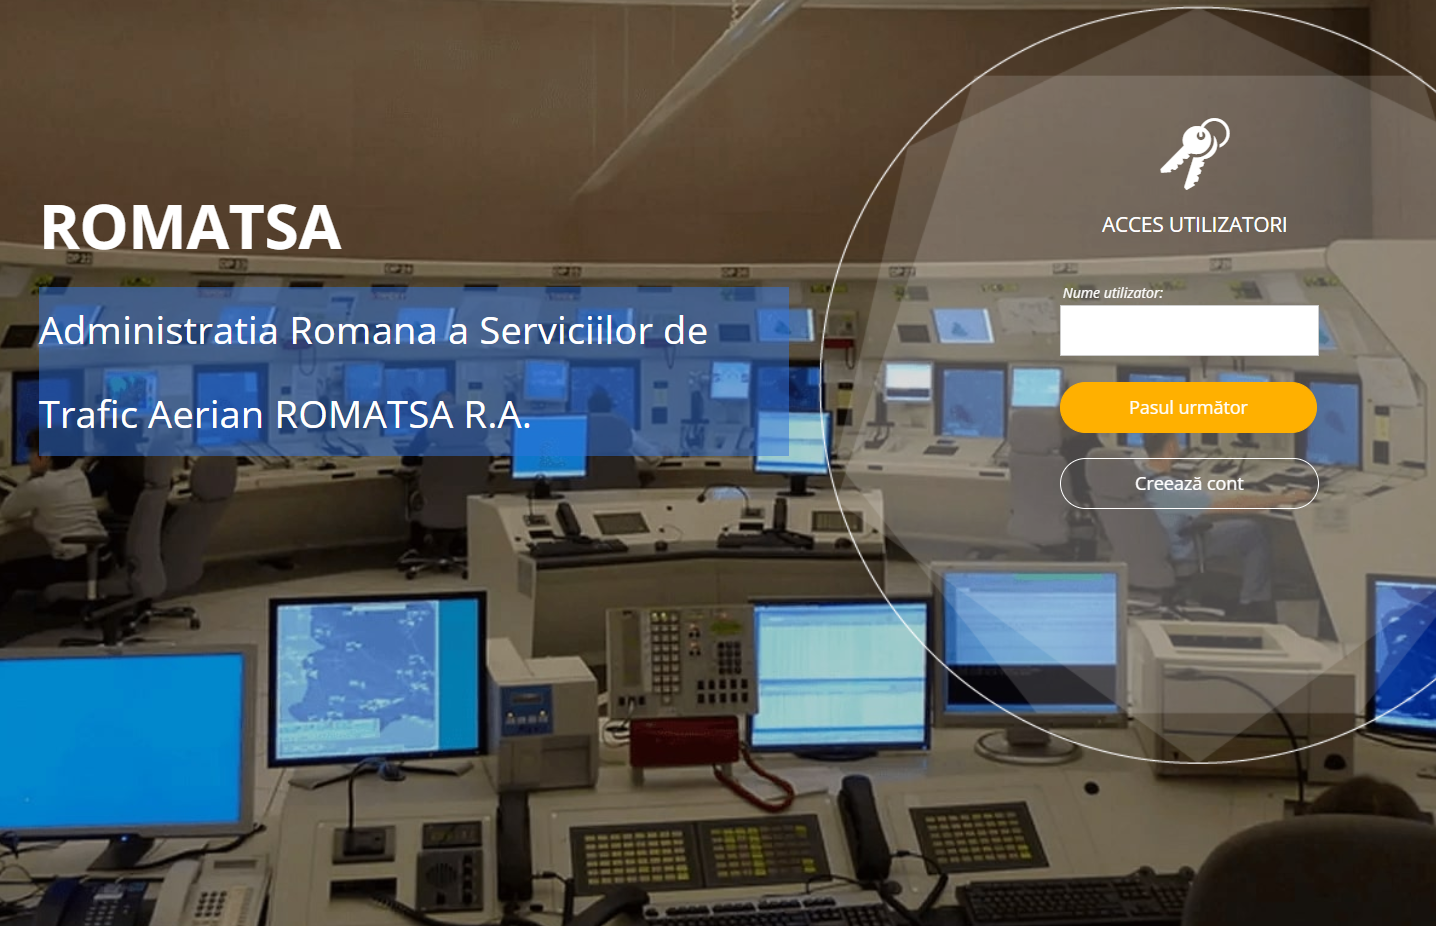 ROMATSA
Administratia Romana a Serviciilor de
Trafic Aerian ROMATSA R.A.
ACCES UTILIZATORI
Nume utilizator:
Pasul următor
Creează cont